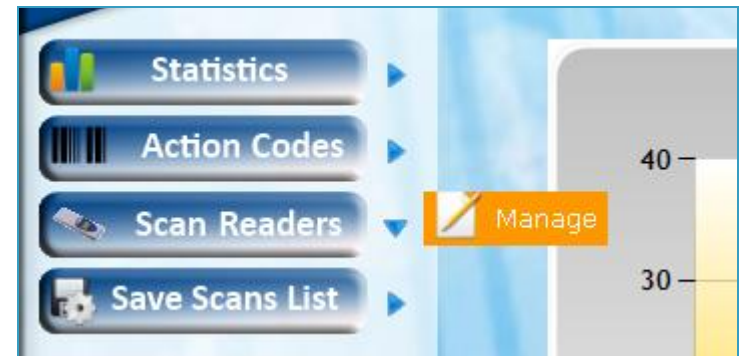 Statistics
Action Codes
40
Scan Readers
Manage
30
Save Scans List